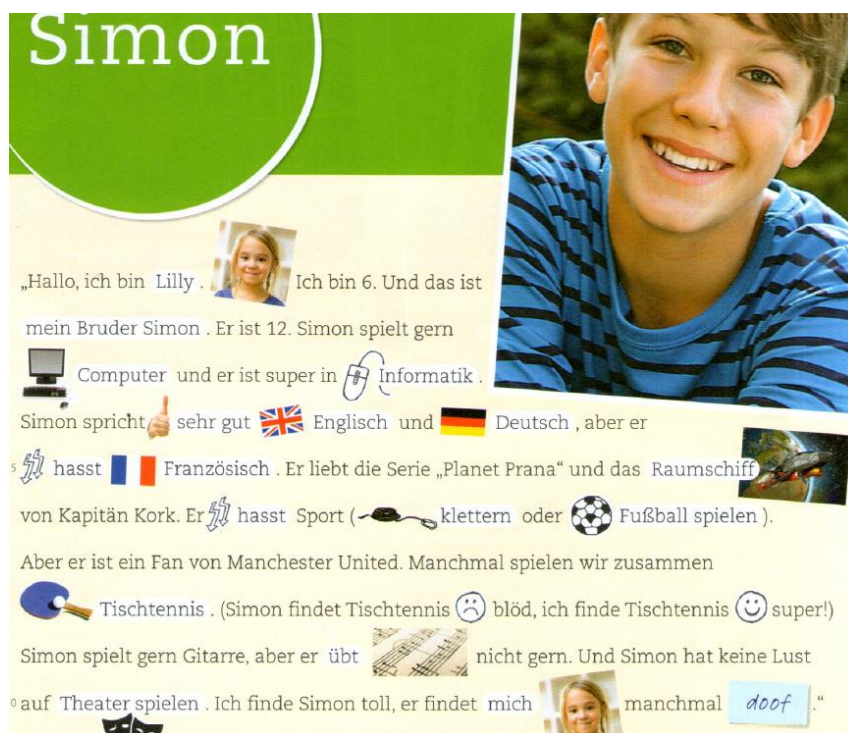 Simon
„Hallo, ich bin Lilly . Ich bin 6. Und das ist
mein Bruder Simon . Er ist 12. Simon spielt gern
Computer und er ist super in Informatik .
Simon spricht sehr gut Englisch und Deutsch , aber er
5 hasst Französisch . Er liebt die Serie „Planet Prana“ und das Raumschiff
von Kapitän Kork. Er hasst Sport ( klettern oder Fußball spielen ).
Aber er ist ein Fan von Manchester United. Manchmal spielen wir zusammen
Tischtennis . (Simon findet Tischtennis blöd, ich finde Tischtennis super!)
Simon spielt gern Gitarre, aber er übt nicht gern. Und Simon hat keine Lust
0 auf Theater spielen . Ich finde Simon toll, er findet mich manchmal doof .“